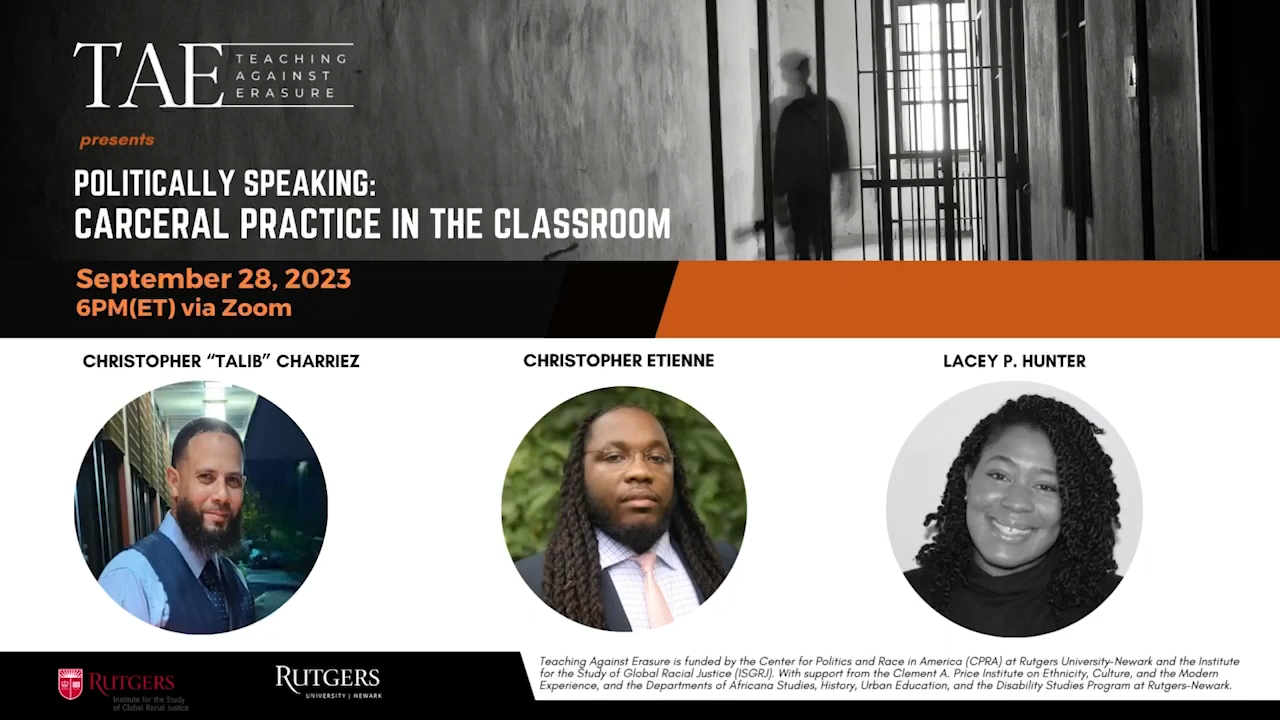 TAE
TEACHING
AGAINST
ERASURE
presents
POLITICALLY SPEAKING:
CARCERAL PRACTICE IN THE CLASSROOM
September 28, 2023
6PM(ET) via Zoom
CHRISTOPHER “TALIB” CHARRIEZ
CHRISTOPHER ETIENNE
LACEY P. HUNTER
RUTGERS
Institute for the Study
of Global Racial Justice
RUTGERS
UNIVERSITY | NEWARK
Teaching Against Erasure is funded by the Center for Politics and Race in America (CPRA) at Rutgers University-Newark and the Institute
for the Study of Global Racial Justice (ISGRJ). With support from the Clement A. Price Institute on Ethnicity, Culture, and the Modern
Experience, and the Departments of Africana Studies, History, Urban Education, and the Disability Studies Program at Rutgers-Newark.